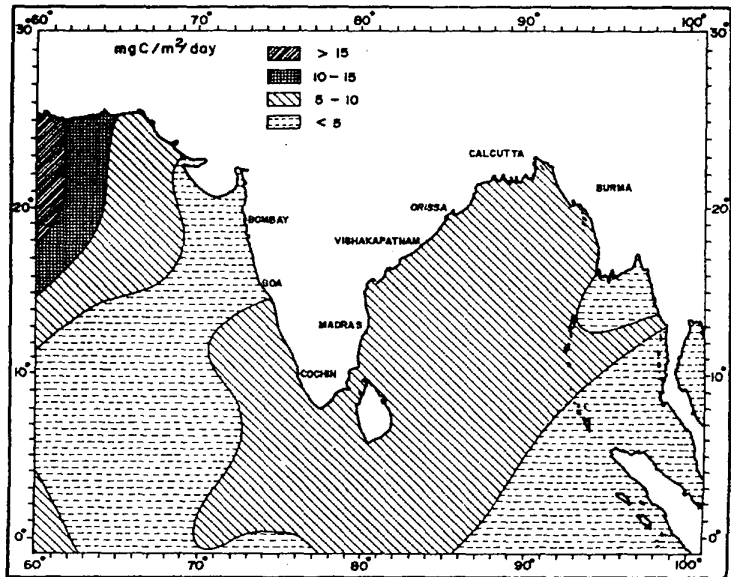 60° 70° 80° 90° 100°
30° 30°
mgC/m²/day
> 15
10-15
5 - 10
< 5
CALCUTTA
BURMA
20° 20°
ORISSA
BOMBAY
VISHAKAPATNAM
GOA
MADRAS
10° COCHIN 10°
0° 0°
60° 70° 80° 90° 100°